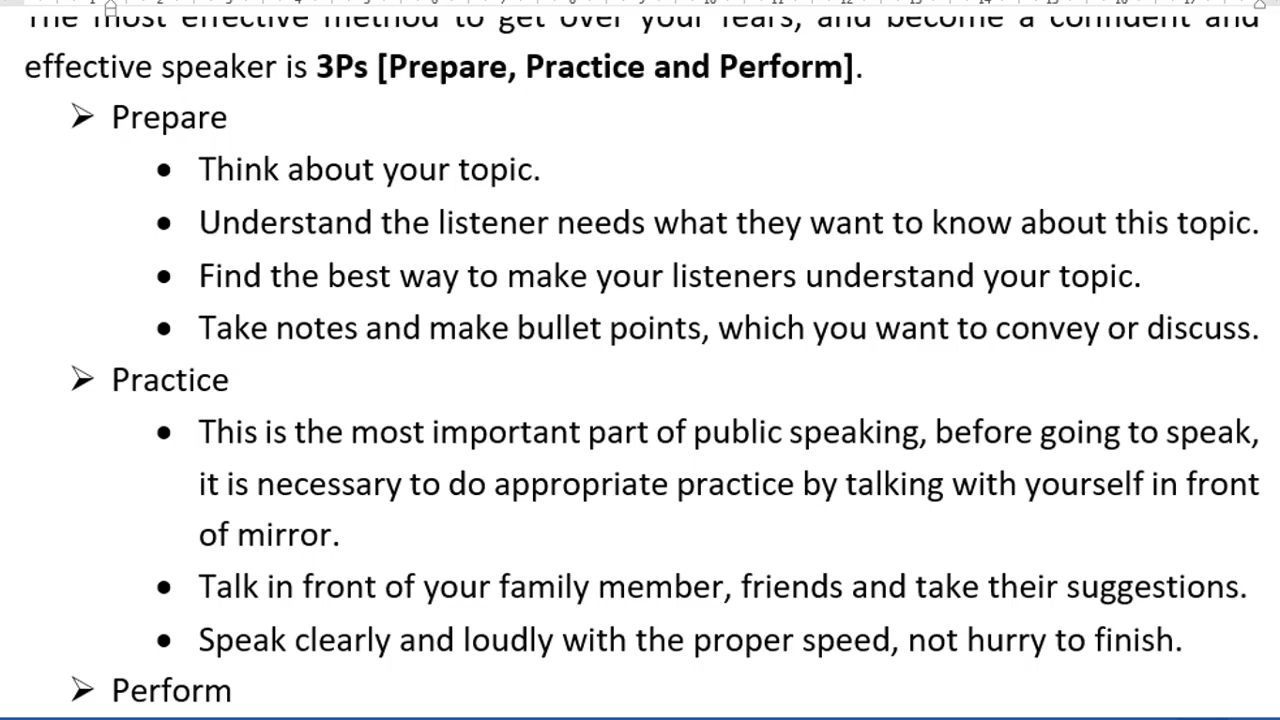 The most effective method to get over your fears, and become a confident and
effective speaker is 3Ps [Prepare, Practice and Perform].
➢ Prepare
• Think about your topic.
• Understand the listener needs what they want to know about this topic.
• Find the best way to make your listeners understand your topic.
• Take notes and make bullet points, which you want to convey or discuss.
➢ Practice
• This is the most important part of public speaking, before going to speak,
it is necessary to do appropriate practice by talking with yourself in front
of mirror.
• Talk in front of your family member, friends and take their suggestions.
• Speak clearly and loudly with the proper speed, not hurry to finish.
➢ Perform